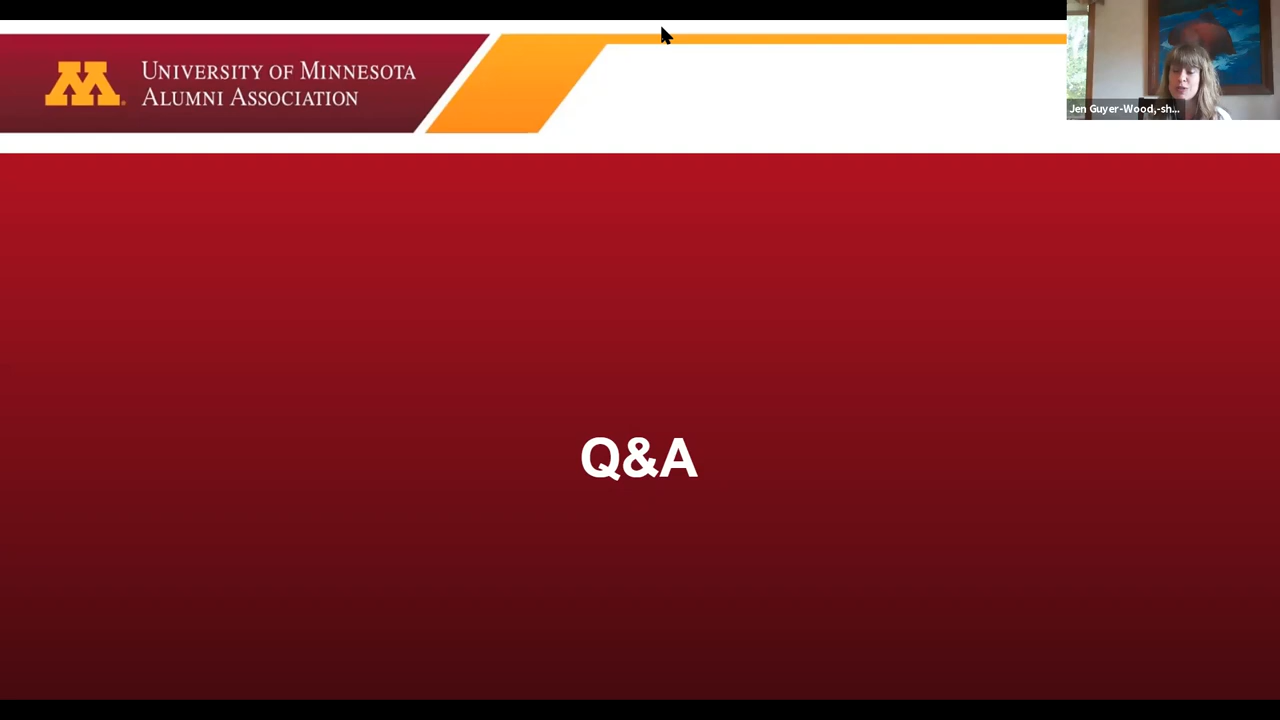 UNIVERSITY OF MINNESOTA
ALUMNI ASSOCIATION
Jen Guyer-Wood,-sh...
Q&A